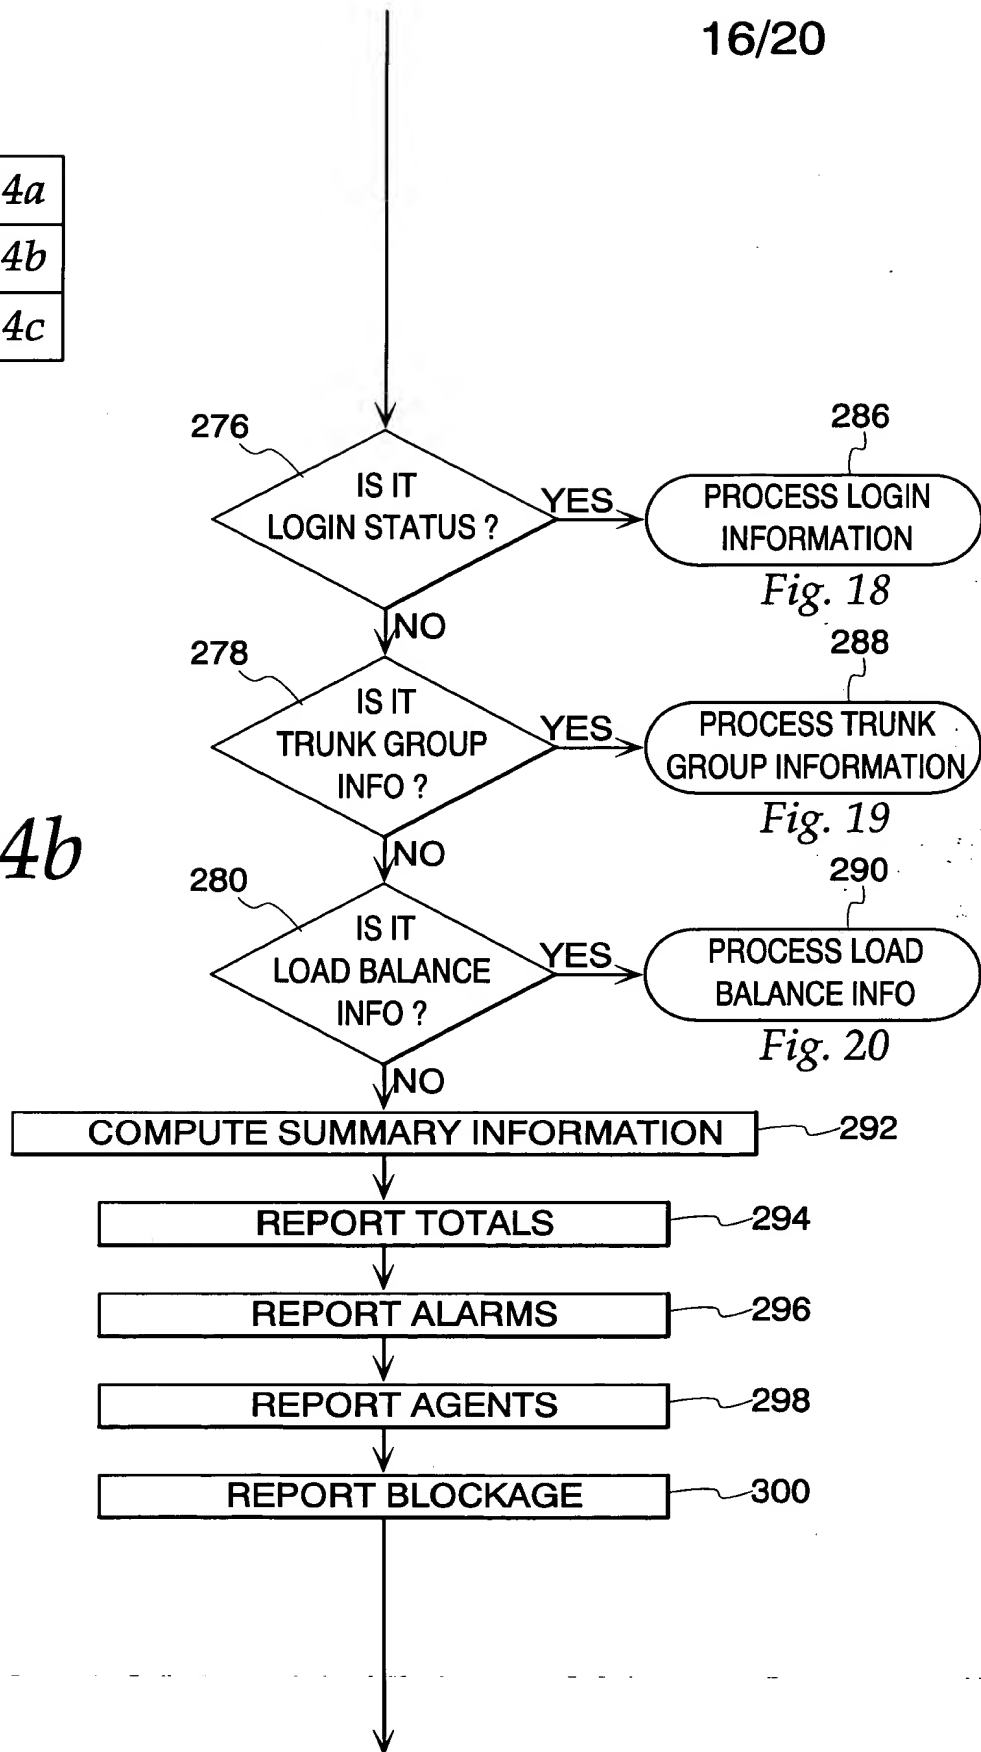 16/20
4a
4b
4c
276
IS IT
LOGIN STATUS ?
YES
286
PROCESS LOGIN
INFORMATION
Fig. 18
NO
278
IS IT
TRUNK GROUP
INFO ?
YES
288
PROCESS TRUNK
GROUP INFORMATION
Fig. 19
NO
4b
280
IS IT
LOAD BALANCE
INFO ?
YES
290
PROCESS LOAD
BALANCE INFO
Fig. 20
NO
COMPUTE SUMMARY INFORMATION
292
REPORT TOTALS
294
REPORT ALARMS
296
REPORT AGENTS
298
REPORT BLOCKAGE
300